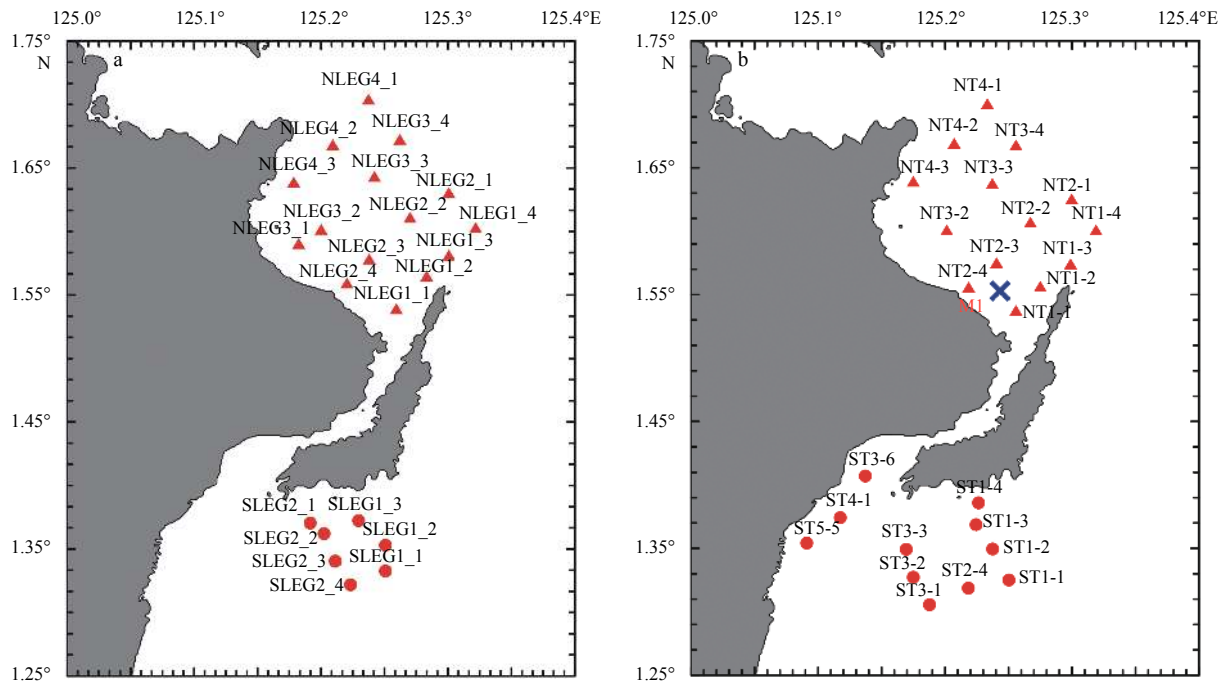 125.0° 125.1° 125.2° 125.3° 125.4°E
1.75°
N
a
NLEG4_1
NLEG4_2
NLEG3_4
NLEG4_3
NLEG3_3
NLEG2_1
NLEG3_2
NLEG2_2
NLEG1_4
NLEG3_1
NLEG2_3
NLEG1_3
NLEG2_4
NLEG1_2
NLEG1_1
1.65°
1.55°
1.45°
SLEG2_1
SLEG1_3
SLEG2_2
SLEG1_2
SLEG2_3
SLEG1_1
SLEG2_4
1.35°
1.25°
125.0° 125.1° 125.2° 125.3° 125.4°E
1.75°
N
b
NT4-1
NT4-2
NT3-4
NT4-3
NT3-3
NT2-1
NT3-2
NT2-2
NT1-4
NT2-3
NT1-3
NT2-4
NT1-2
M1
NT1-1
1.65°
1.55°
1.45°
ST3-6
ST4-1
ST1-4
ST5-5
ST3-3
ST1-3
ST3-2
ST2-4
ST1-2
ST3-1
ST1-1
1.35°
1.25°